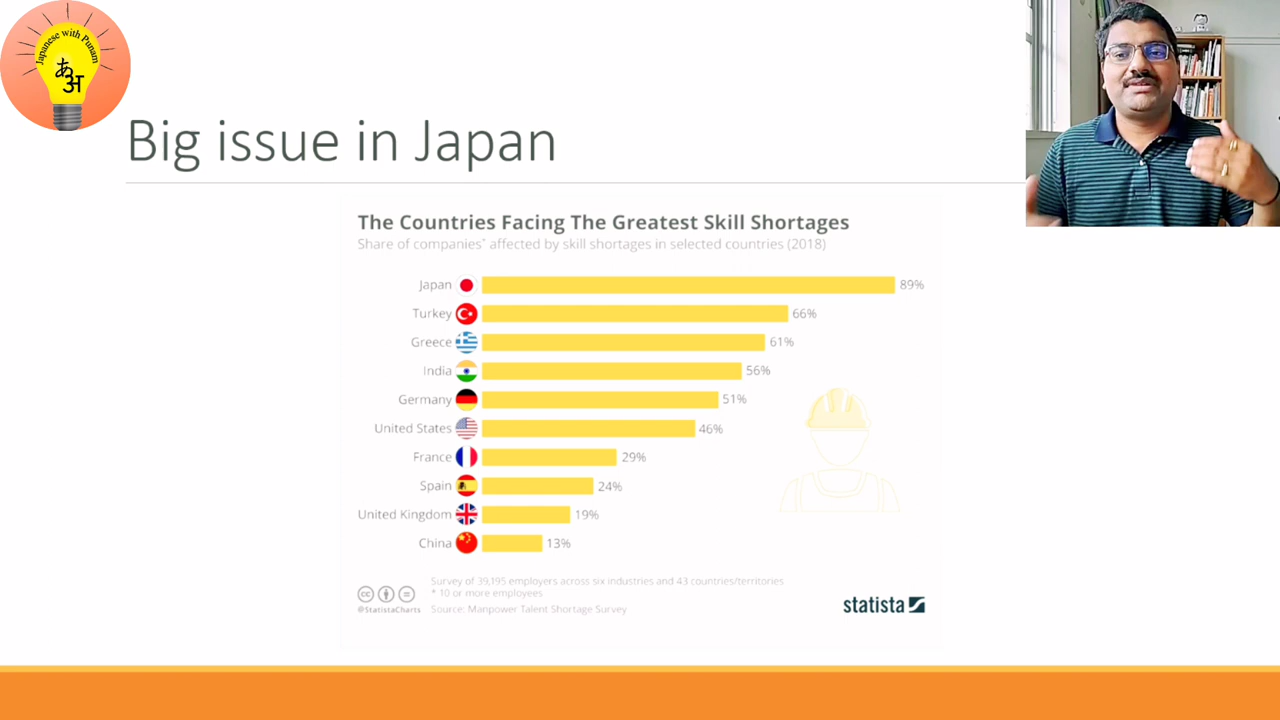 Japanese with Punam
あ
अ
Big issue in Japan
The Countries Facing The Greatest Skill Shortages
Share of companies* affected by skill shortages in selected countries (2018)
Japan 89%
Turkey 66%
Greece 61%
India 56%
Germany 51%
United States 46%
France 29%
Spain 24%
United Kingdom 19%
China 13%
Survey of 39,195 employers across six industries and 43 countries/territories
* 10 or more employees
@StatistaCharts Source: Manpower Talent Shortage Survey
statista